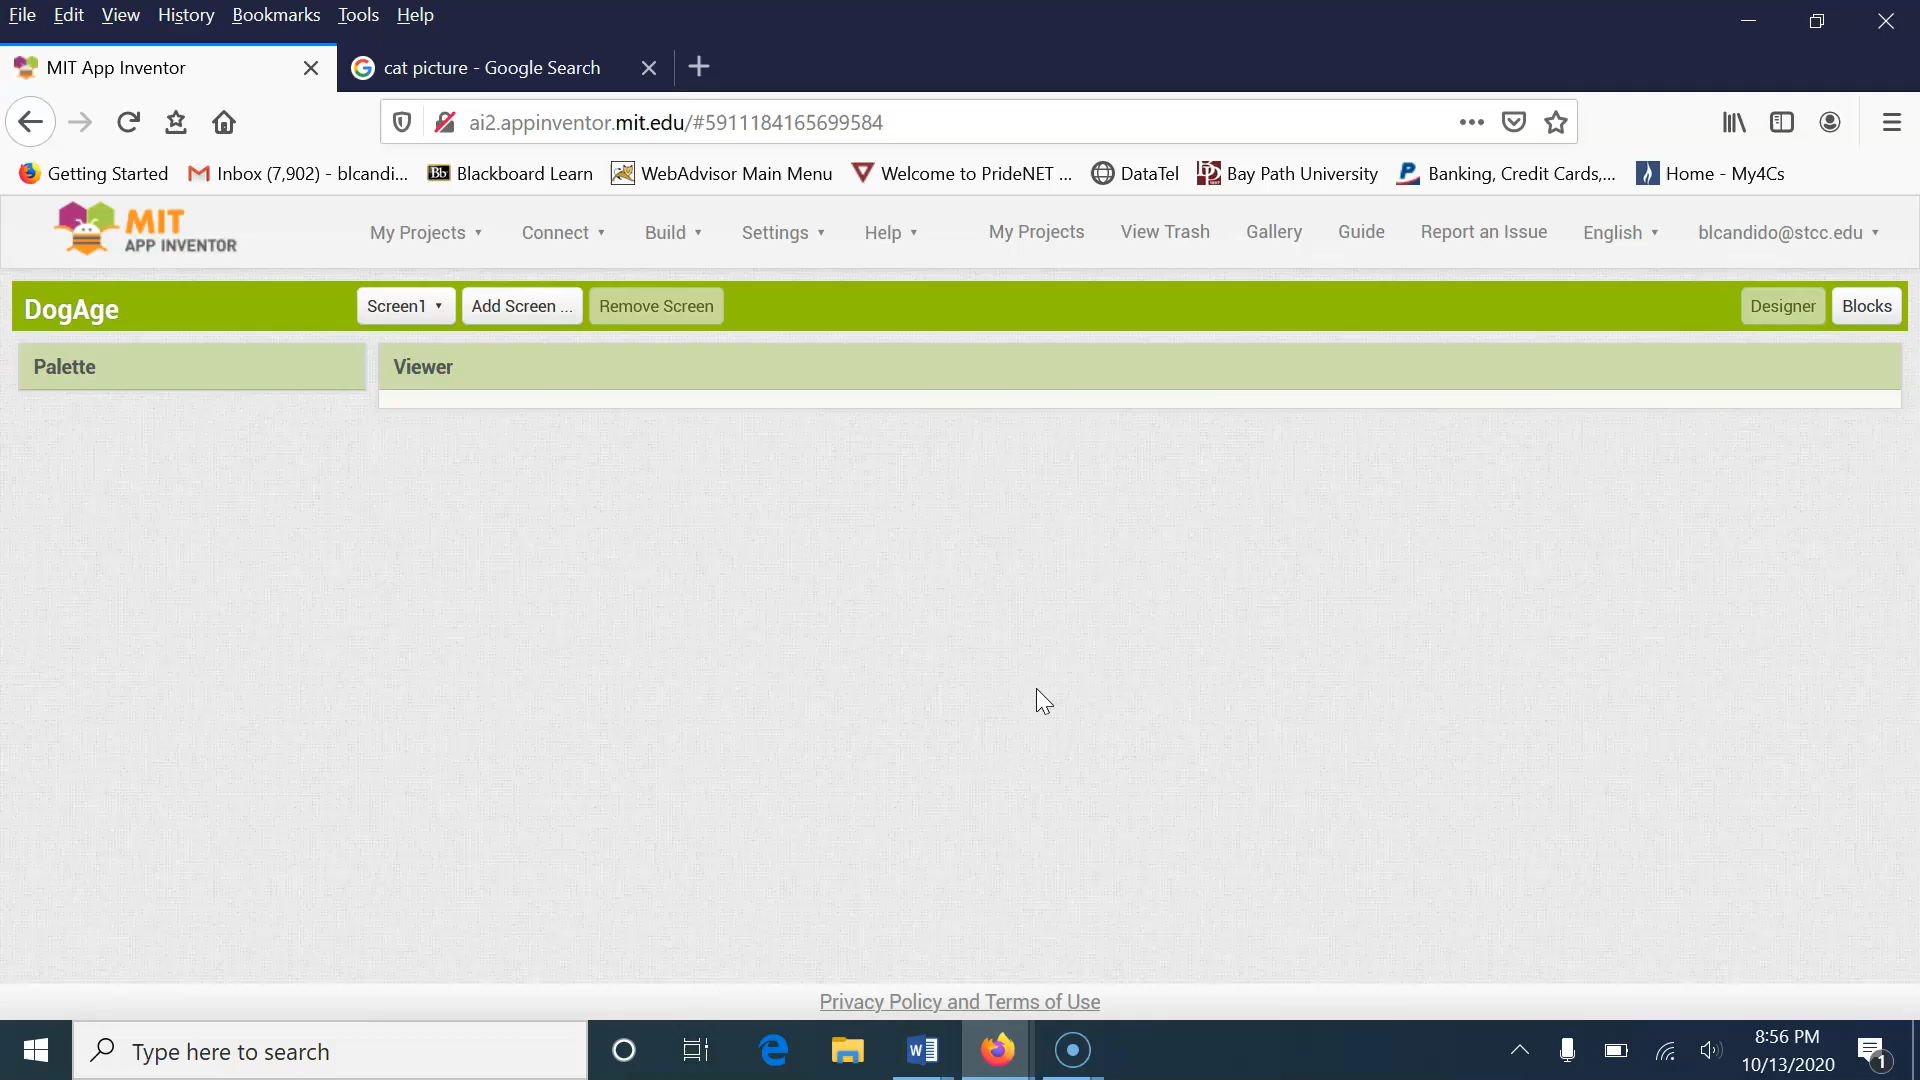 File Edit View History Bookmarks Tools Help
MIT App Inventor
cat picture - Google Search
ai2.appinventor.mit.edu/#5911184165699584
Getting Started
Inbox (7,902) - blcandi...
Bb Blackboard Learn
WebAdvisor Main Menu
Welcome to PrideNET ...
DataTel
Bay Path University
Banking, Credit Cards,...
Home - My4Cs
MIT
APP INVENTOR
My Projects
Connect
Build
Settings
Help
My Projects
View Trash
Gallery
Guide
Report an Issue
English
blcandido@stcc.edu
DogAge
Screen1
Add Screen ...
Remove Screen
Designer
Blocks
Palette
Viewer
Privacy Policy and Terms of Use
Type here to search
8:56 PM
10/13/2020
1